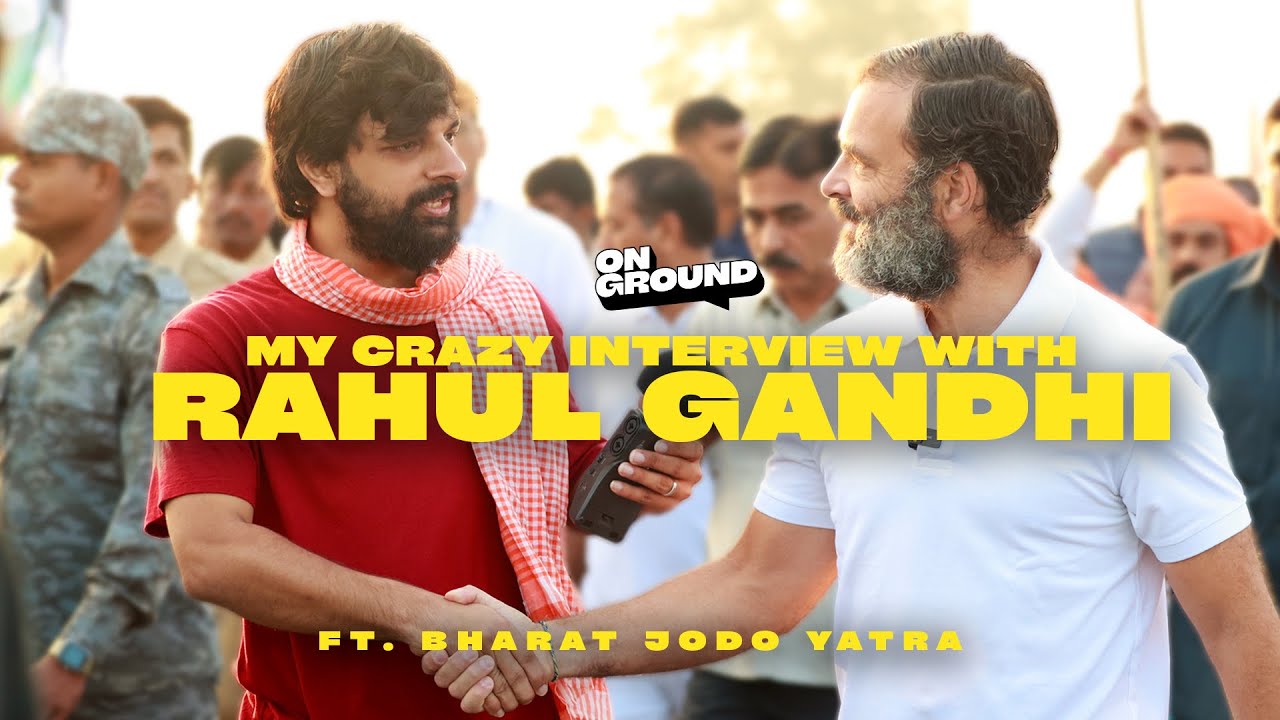 ON
GROUND
MY CRAZY INTERVIEW WITH
RAHUL GANDHI
FT. BHARAT JODO YATRA